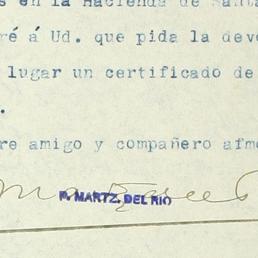 s en la Hacienda de Santa
ré á Ud. que pida la devo
lugar un certificado de
.
re amigo y compañero afmo
P. MARTZ. DEL RIO